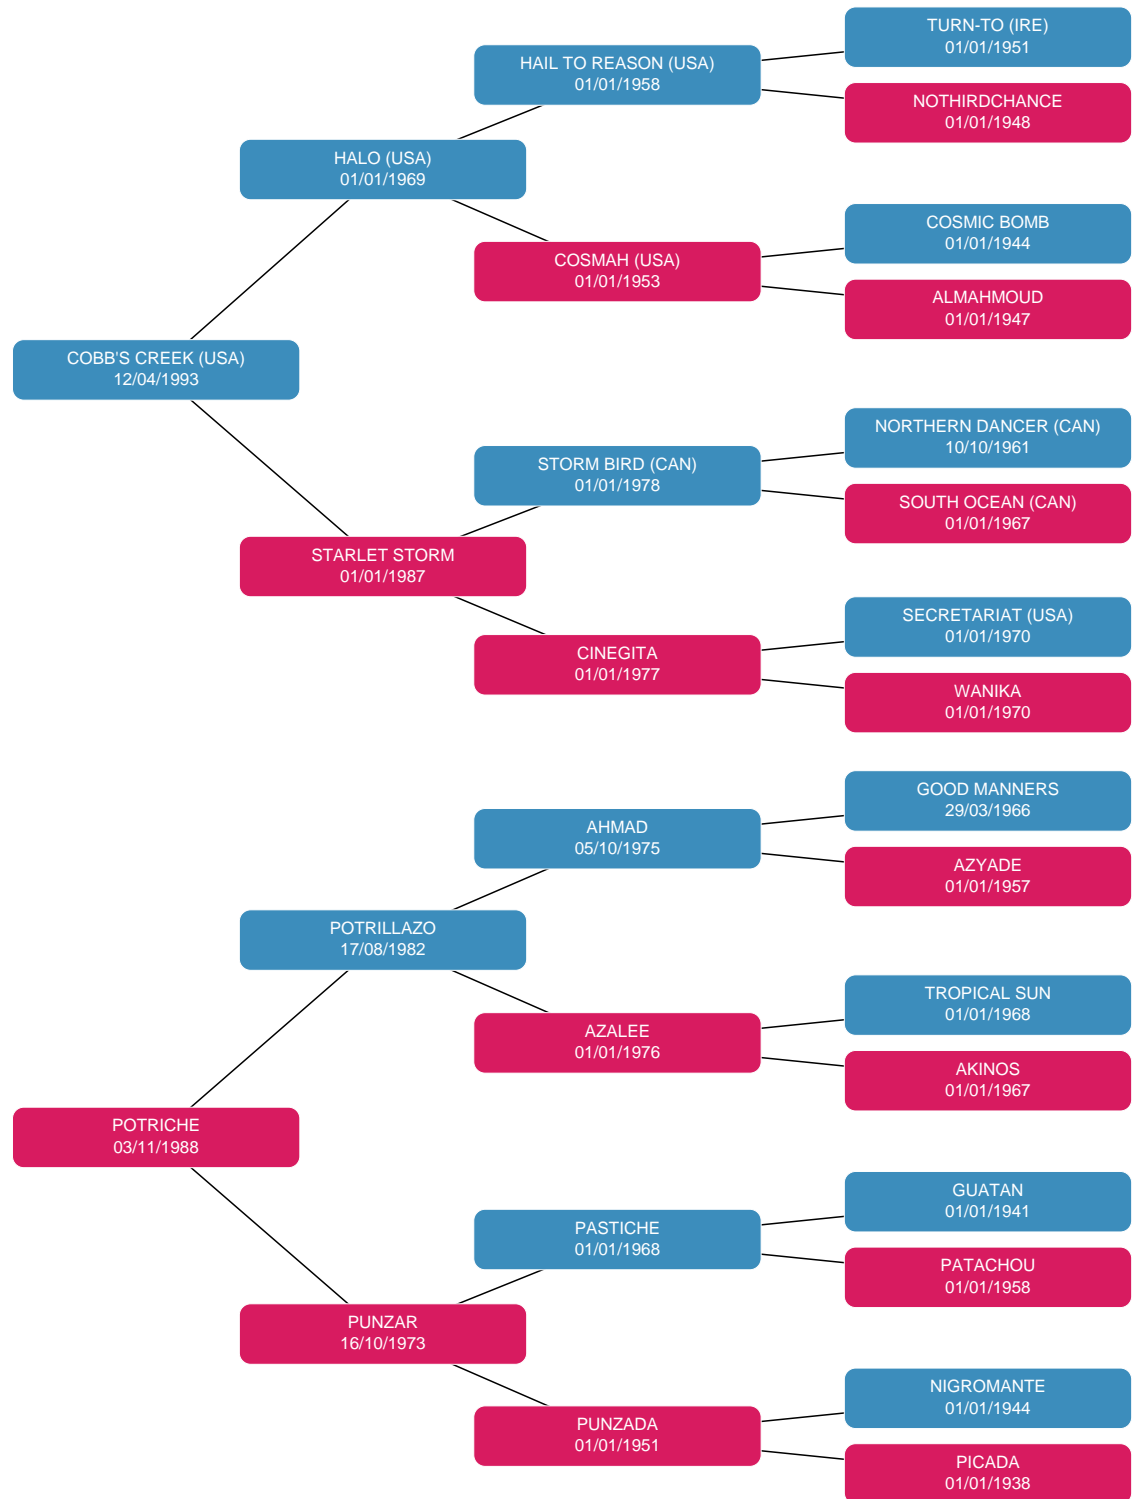 TURN-TO (IRE)
01/01/1951
HAIL TO REASON (USA)
01/01/1958
NOTHIRDCHANCE
01/01/1948
HALO (USA)
01/01/1969
COSMIC BOMB
01/01/1944
COSMAH (USA)
01/01/1953
ALMAHMOUD
01/01/1947
COBB'S CREEK (USA)
12/04/1993
NORTHERN DANCER (CAN)
10/10/1961
STORM BIRD (CAN)
01/01/1978
SOUTH OCEAN (CAN)
01/01/1967
STARLET STORM
01/01/1987
SECRETARIAT (USA)
01/01/1970
CINEGITA
01/01/1977
WANIKA
01/01/1970
GOOD MANNERS
29/03/1966
AHMAD
05/10/1975
AZYADE
01/01/1957
POTRILLAZO
17/08/1982
TROPICAL SUN
01/01/1968
AZALEE
01/01/1976
AKINOS
01/01/1967
POTRICHE
03/11/1988
GUATAN
01/01/1941
PASTICHE
01/01/1968
PATACHOU
01/01/1958
PUNZAR
16/10/1973
NIGROMANTE
01/01/1944
PUNZADA
01/01/1951
PICADA
01/01/1938